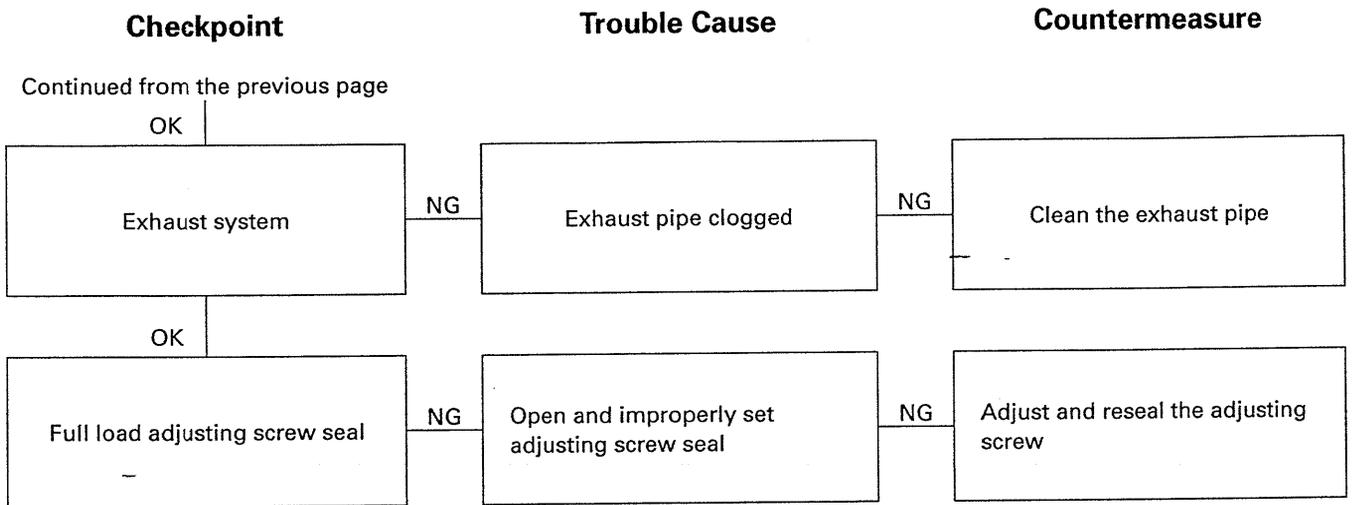 Checkpoint
Trouble Cause
Countermeasure
Continued from the previous page
OK
Exhaust system
NG
Exhaust pipe clogged
NG
Clean the exhaust pipe
OK
Full load adjusting screw seal
NG
Open and improperly set
adjusting screw seal
NG
Adjust and reseal the adjusting
screw